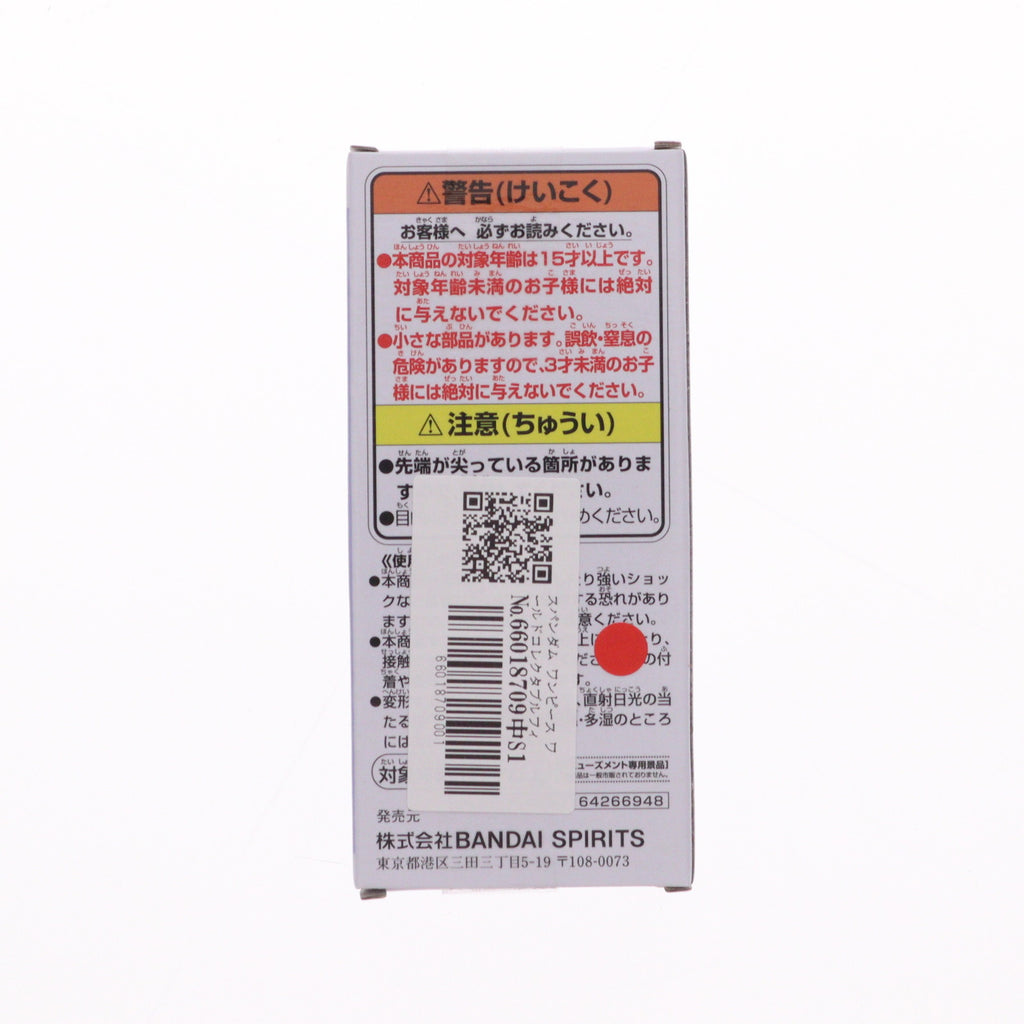 ⚠警告(けいこく)
お客様へ 必ずお読みください。
●本商品の対象年齢は15才以上です。
対象年齢未満のお子様には絶対
に与えないでください。
●小さな部品があります。誤飲・窒息の
危険がありますので、3才未満のお子
様には絶対に与えないでください。
⚠注意(ちゅうい)
●先端が尖っている箇所がありま
す い。
●目 めください。
《使用
●本商 り強いショッ
クな する恐れがあり
ます 意ください。
●本商 上に り、
接触 ださ の付
着や す。
●変形 、直射日光の当
たる ・多湿のところ
には
対象
ューズメント専用景品]
品は一般市販されておりません。
64266948
発売元
株式会社BANDAI SPIRITS
東京都港区三田三丁目5-19 〒108-0073
スパンダム ワンピース ワ
ールドコレクタブルフィ
No.66018709中S1
66018709001